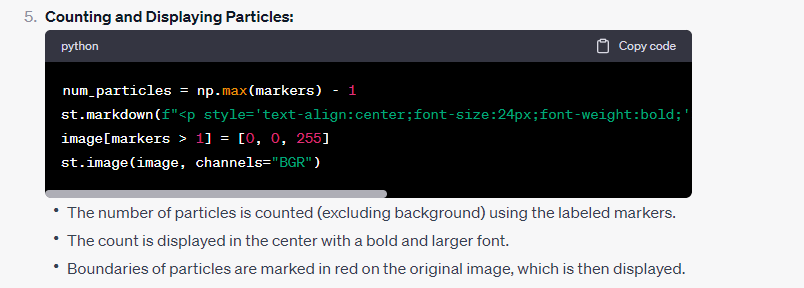 5. Counting and Displaying Particles:
python Copy code
num_particles = np.max(markers) - 1
st.markdown(f"<p style='text-align:center;font-size:24px;font-weight:bold;'
image[markers > 1] = [0, 0, 255]
st.image(image, channels="BGR")
• The number of particles is counted (excluding background) using the labeled markers.
• The count is displayed in the center with a bold and larger font.
• Boundaries of particles are marked in red on the original image, which is then displayed.